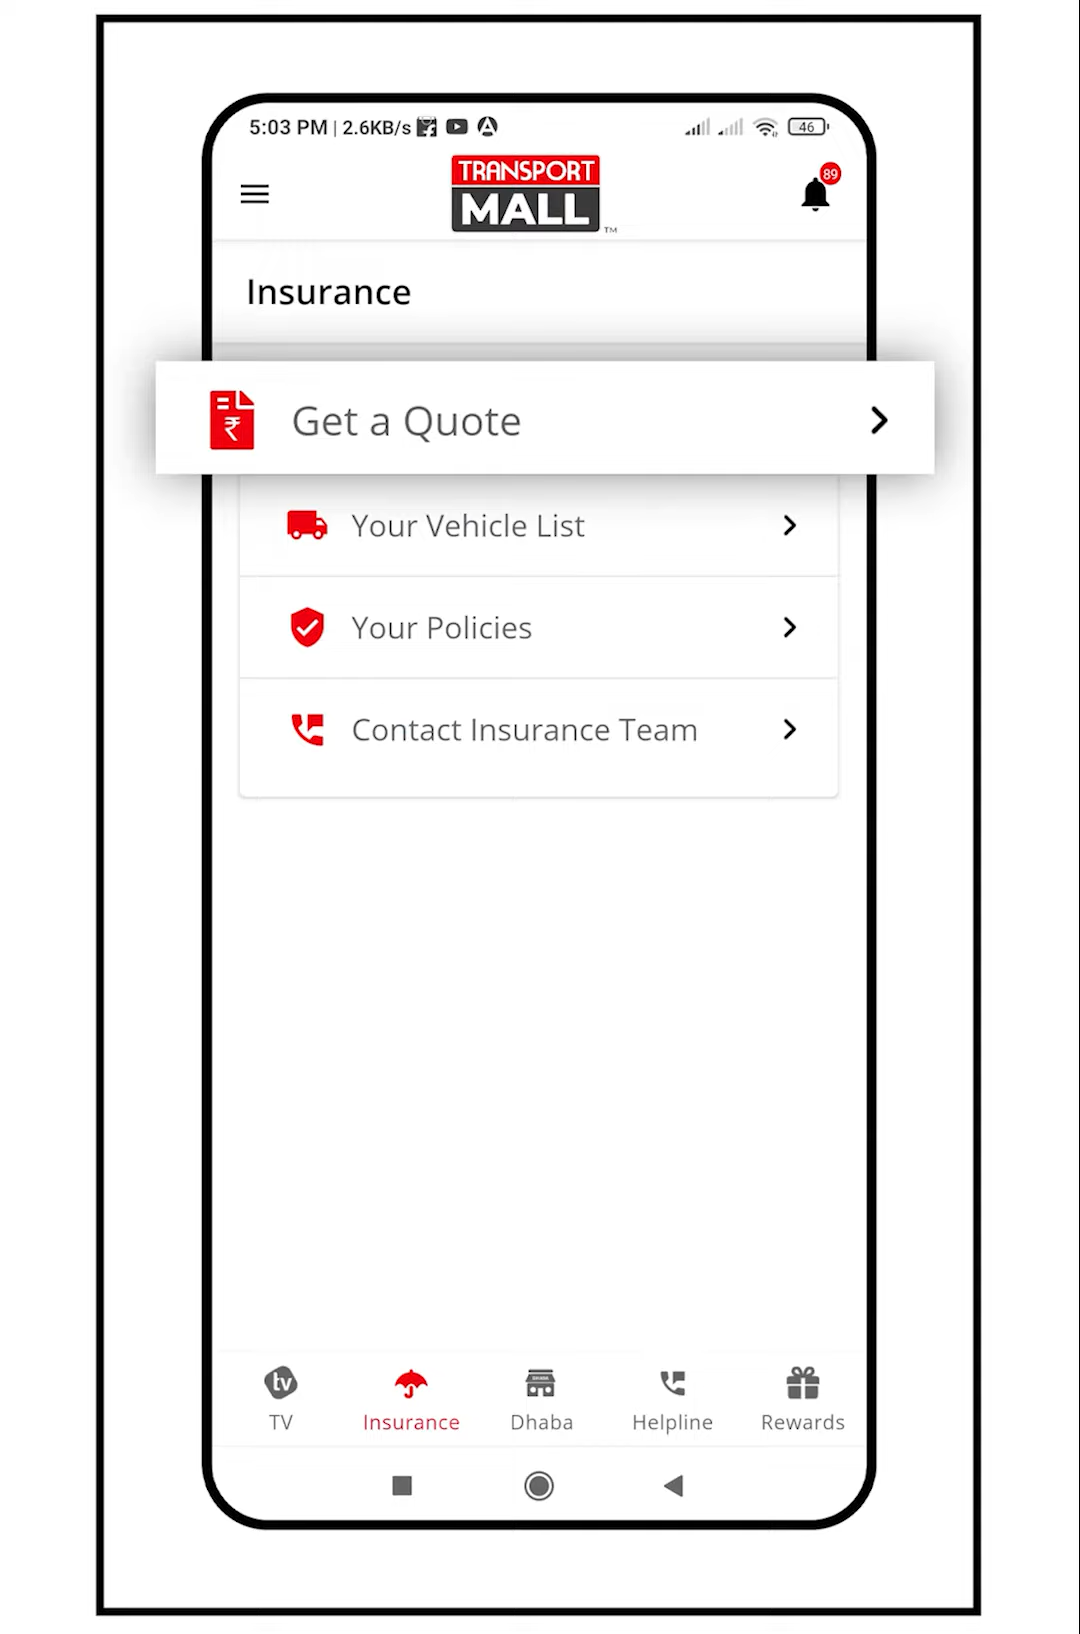 5:03 PM | 2.6KB/s 46
TRANSPORT
MALL TM
89
Insurance
₹ Get a Quote
Your Vehicle List
Your Policies
Contact Insurance Team
tv
TV Insurance Dhaba Helpline Rewards